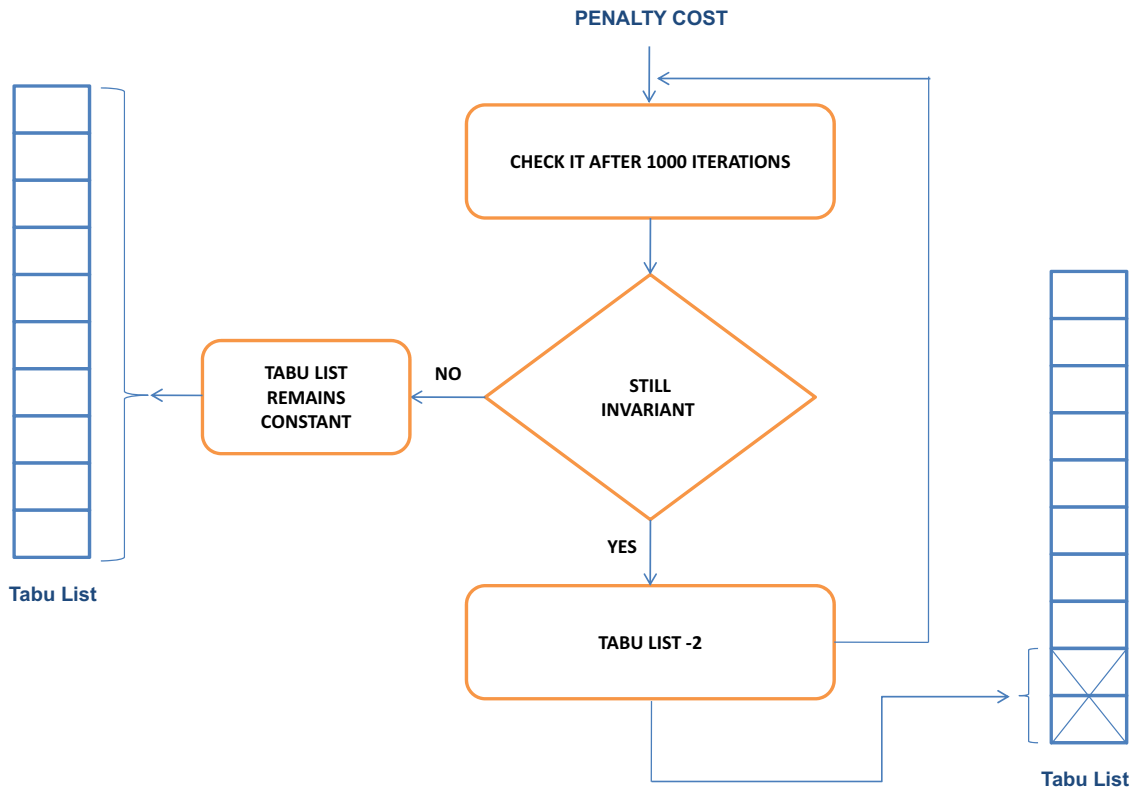 PENALTY COST
CHECK IT AFTER 1000 ITERATIONS
TABU LIST
REMAINS
CONSTANT
NO
STILL
INVARIANT
YES
Tabu List
TABU LIST -2
Tabu List